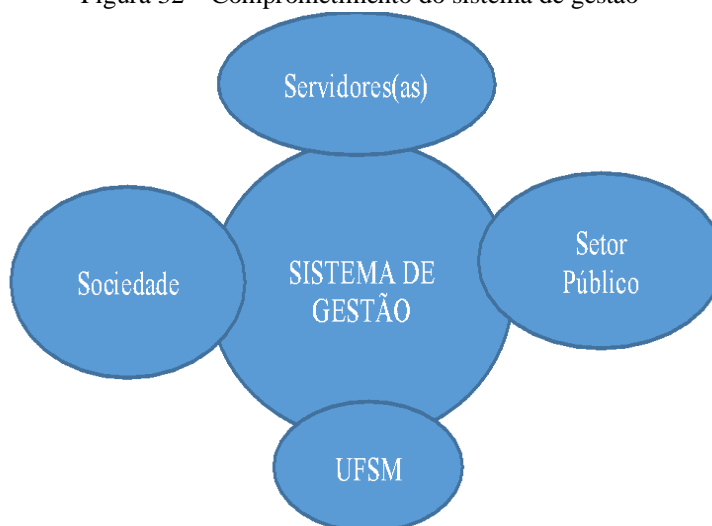 Figura 32 – Comprometimento do sistema de gestão
Servidores(as)
Sociedade
SISTEMA DE
GESTÃO
Setor
Público
UFSM